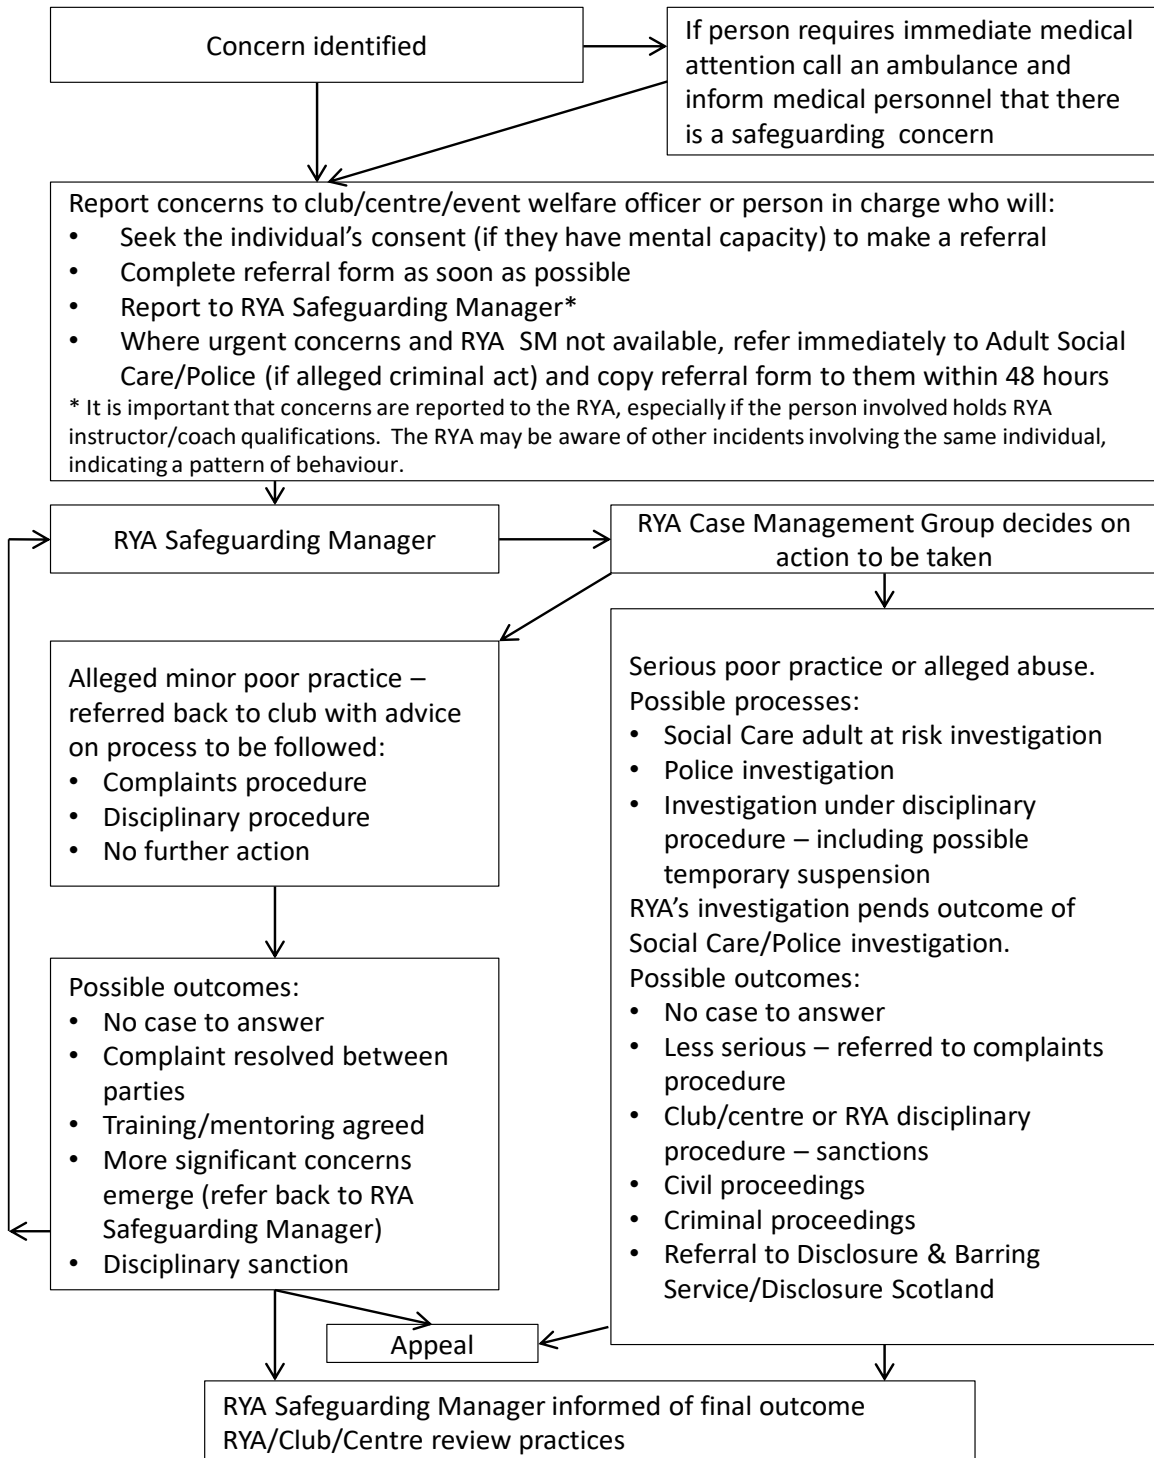 Concern identified
If person requires immediate medical
attention call an ambulance and
inform medical personnel that there
is a safeguarding concern
Report concerns to club/centre/event welfare officer or person in charge who will:
• Seek the individual’s consent (if they have mental capacity) to make a referral
• Complete referral form as soon as possible
• Report to RYA Safeguarding Manager*
• Where urgent concerns and RYA SM not available, refer immediately to Adult Social
Care/Police (if alleged criminal act) and copy referral form to them within 48 hours
* It is important that concerns are reported to the RYA, especially if the person involved holds RYA
instructor/coach qualifications. The RYA may be aware of other incidents involving the same individual,
indicating a pattern of behaviour.
RYA Safeguarding Manager
RYA Case Management Group decides on
action to be taken
Alleged minor poor practice –
referred back to club with advice
on process to be followed:
• Complaints procedure
• Disciplinary procedure
• No further action
Serious poor practice or alleged abuse.
Possible processes:
• Social Care adult at risk investigation
• Police investigation
• Investigation under disciplinary
procedure – including possible
temporary suspension
RYA’s investigation pends outcome of
Social Care/Police investigation.
Possible outcomes:
• No case to answer
• Less serious – referred to complaints
procedure
• Club/centre or RYA disciplinary
procedure – sanctions
• Civil proceedings
• Criminal proceedings
• Referral to Disclosure & Barring
Service/Disclosure Scotland
Possible outcomes:
• No case to answer
• Complaint resolved between
parties
• Training/mentoring agreed
• More significant concerns
emerge (refer back to RYA
Safeguarding Manager)
• Disciplinary sanction
Appeal
RYA Safeguarding Manager informed of final outcome
RYA/Club/Centre review practices